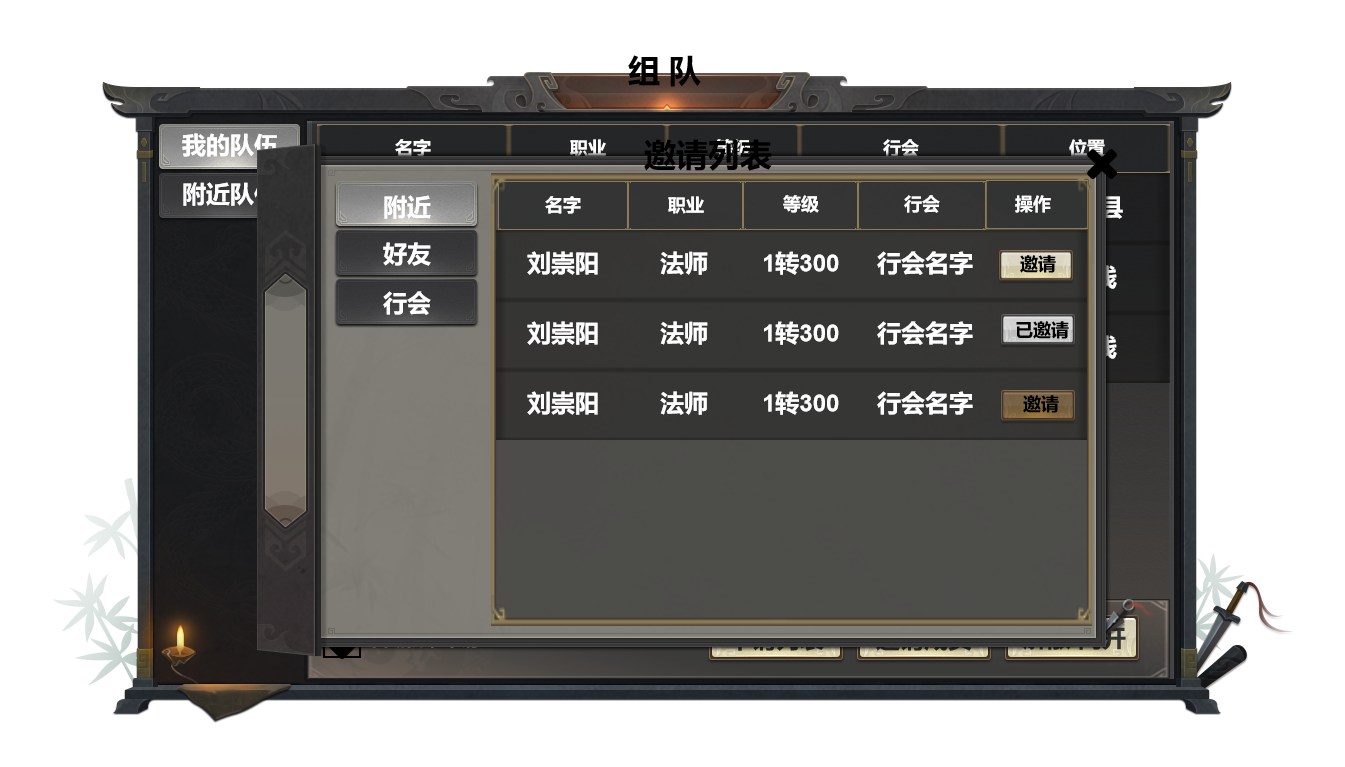 组队
我的队伍
名字 职业 等级 行会 位置
邀请列表
附近队
附近
好友
行会
名字 职业 等级 行会 操作
刘崇阳 法师 1转300 行会名字 邀请
刘崇阳 法师 1转300 行会名字 已邀请
刘崇阳 法师 1转300 行会名字 邀请
县